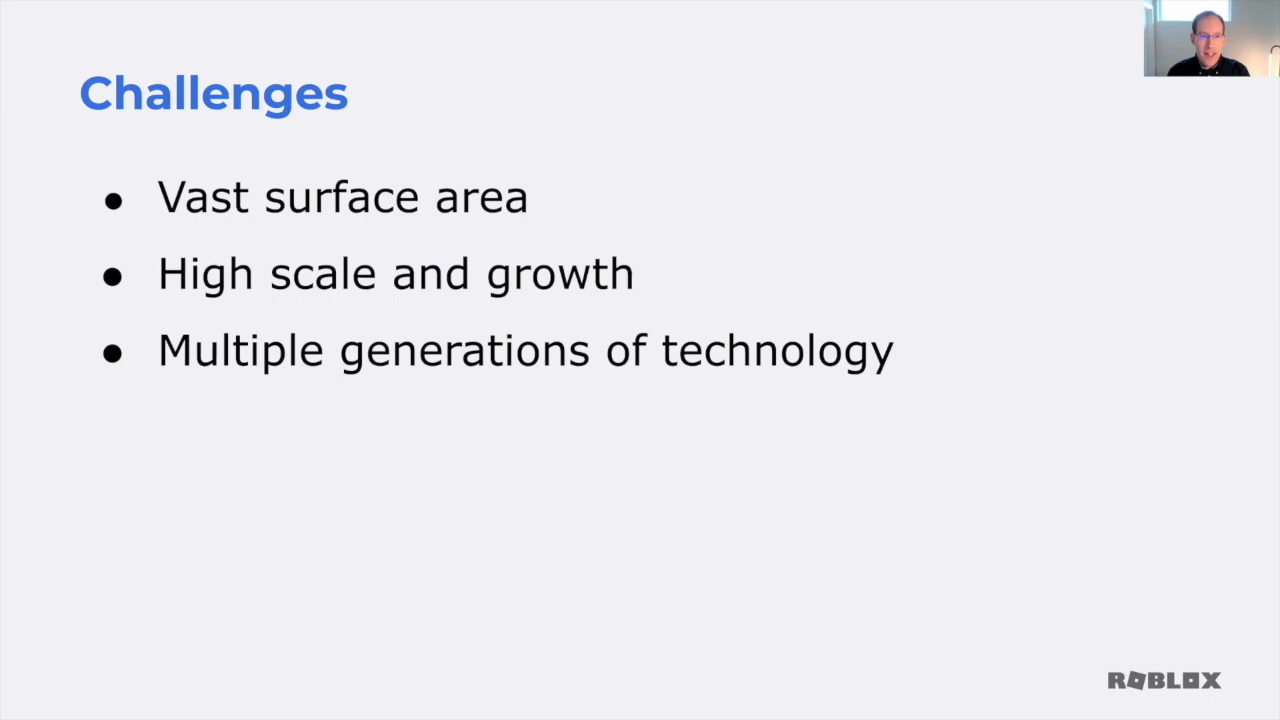 Challenges
● Vast surface area
● High scale and growth
● Multiple generations of technology
ROBLOX